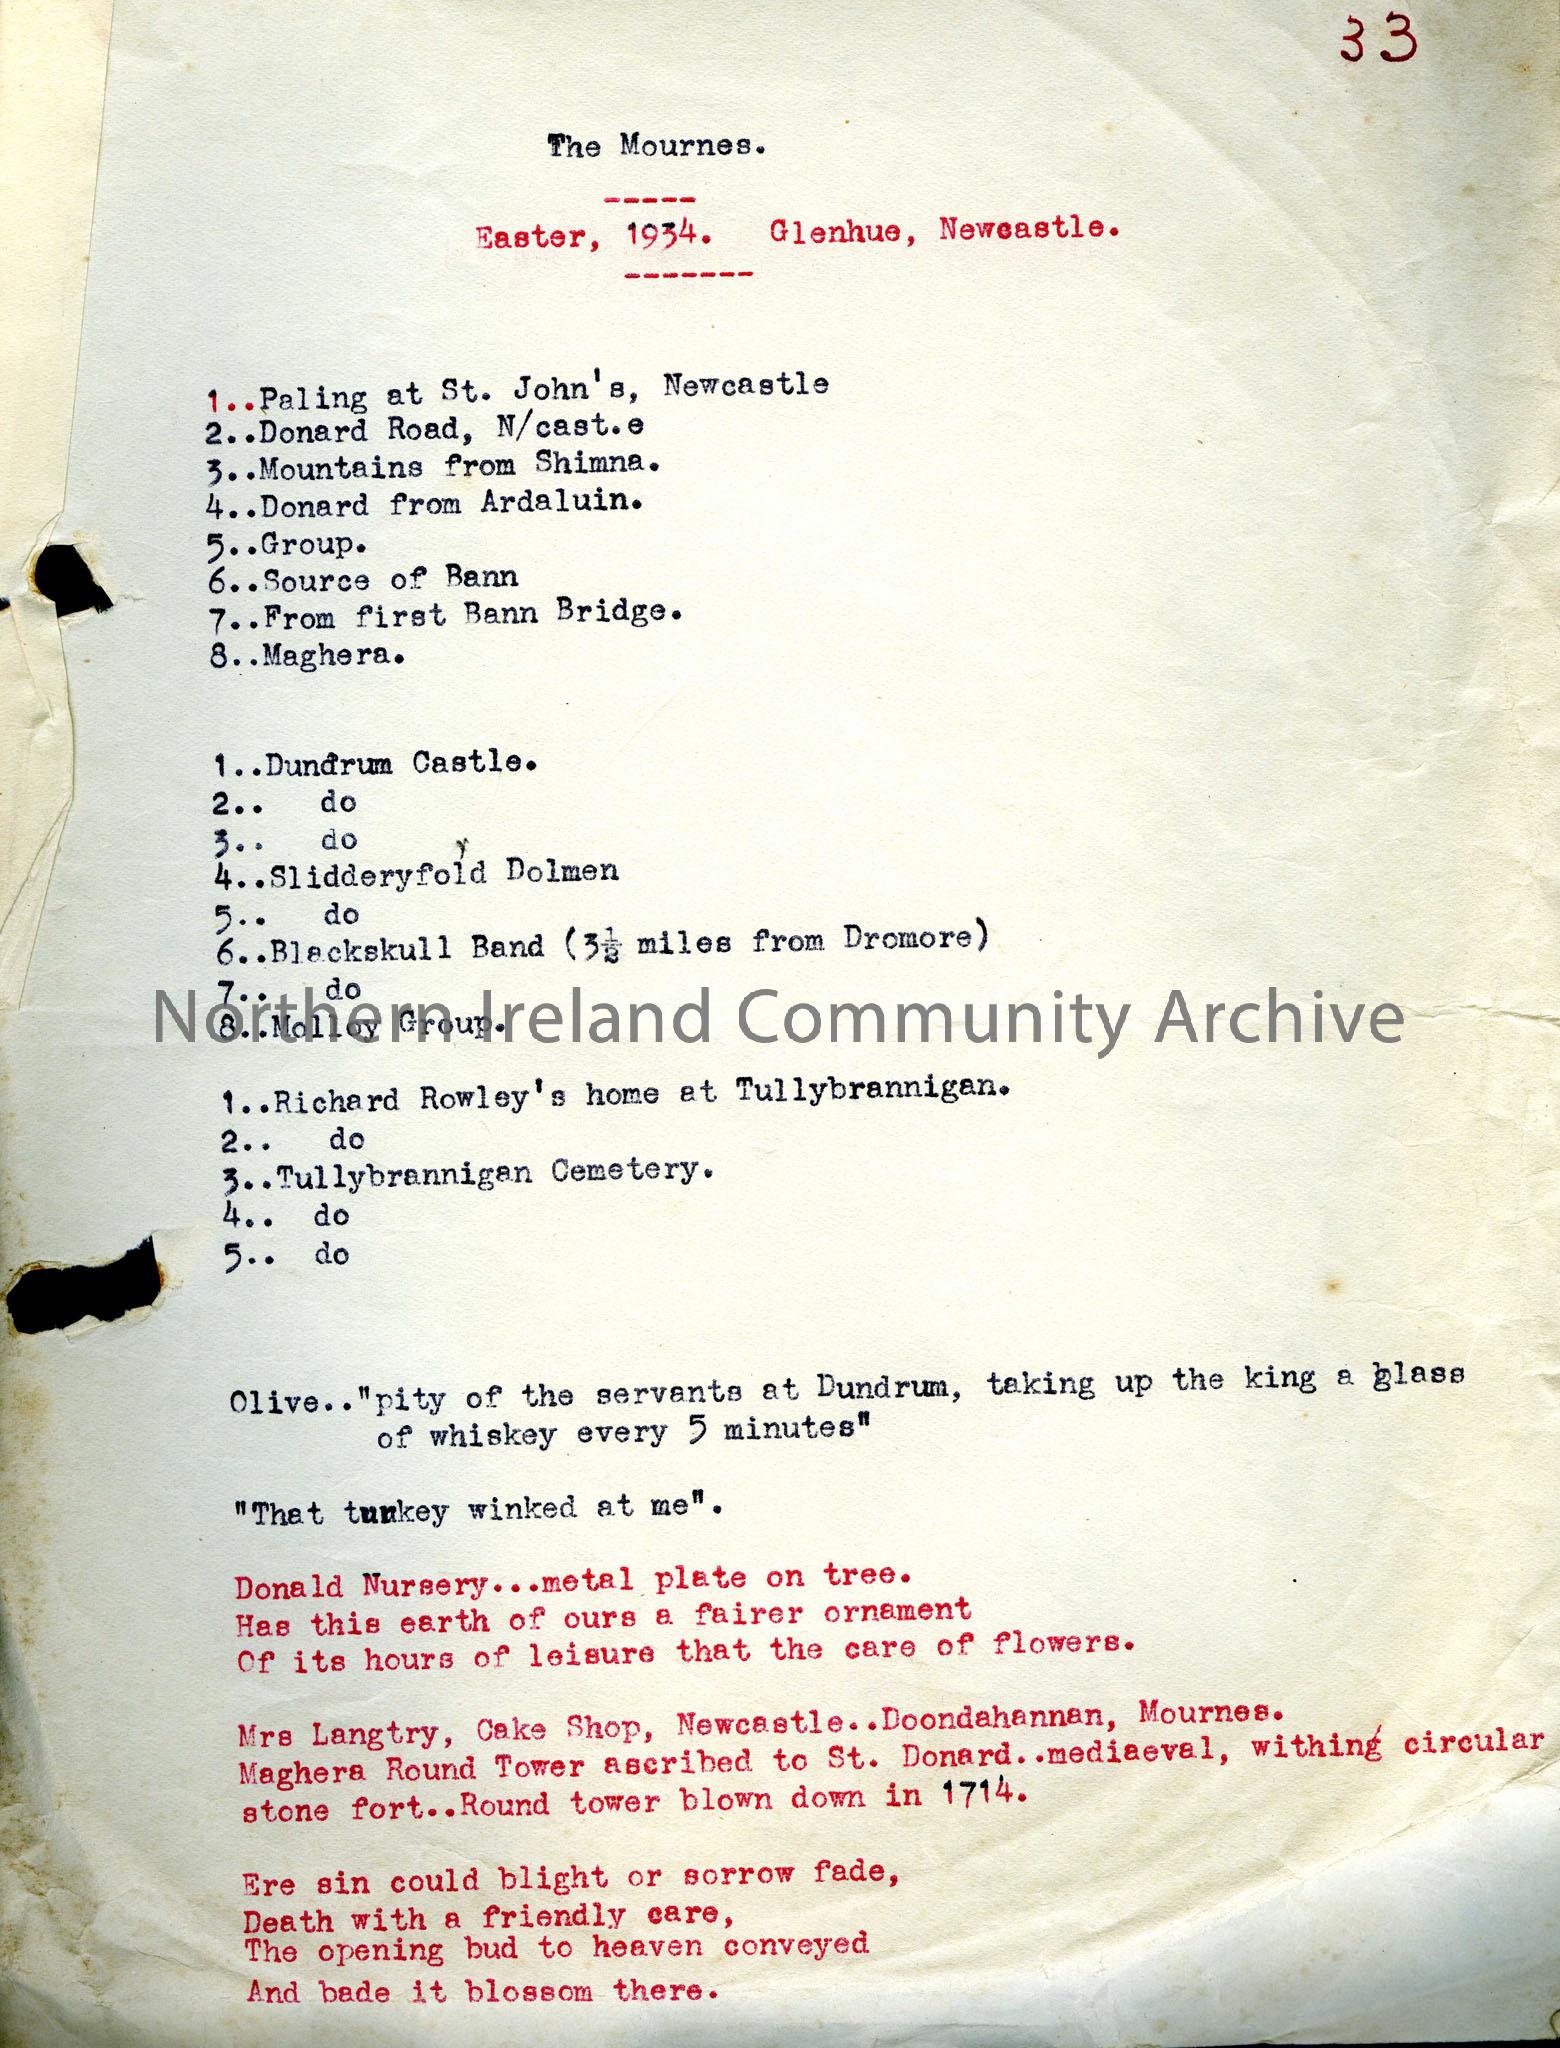 33
The Mournes.
-----
Easter, 1934. Glenhue, Newcastle.
-------
1..Paling at St. John's, Newcastle
2..Donard Road, N/cast.e
3..Mountains from Shimna.
4..Donard from Ardaluin.
5..Group.
6..Source of Bann
7..From first Bann Bridge.
8..Maghera.
1..Dundrum Castle.
2.. do
3.. do
y
4..Slidderyfold Dolmen
5.. do
6..Blackskull Band (3½ miles from Dromore)
7.. do
8..Molloy Group.
Northern Ireland Community Archive
1..Richard Rowley's home at Tullybrannigan.
2.. do
3..Tullybrannigan Cemetery.
4.. do
5.. do
Olive.."pity of the servants at Dundrum, taking up the king a glass
of whiskey every 5 minutes"
"That turkey winked at me".
Donald Nursery...metal plate on tree.
Has this earth of ours a fairer ornament
Of its hours of leisure that the care of flowers.
Mrs Langtry, Cake Shop, Newcastle..Doondahannan, Mournes.
Maghera Round Tower ascribed to St. Donard..mediaeval, withing circular
stone fort..Round tower blown down in 1714.
Ere sin could blight or sorrow fade,
Death with a friendly care,
The opening bud to heaven conveyed
And bade it blossom there.